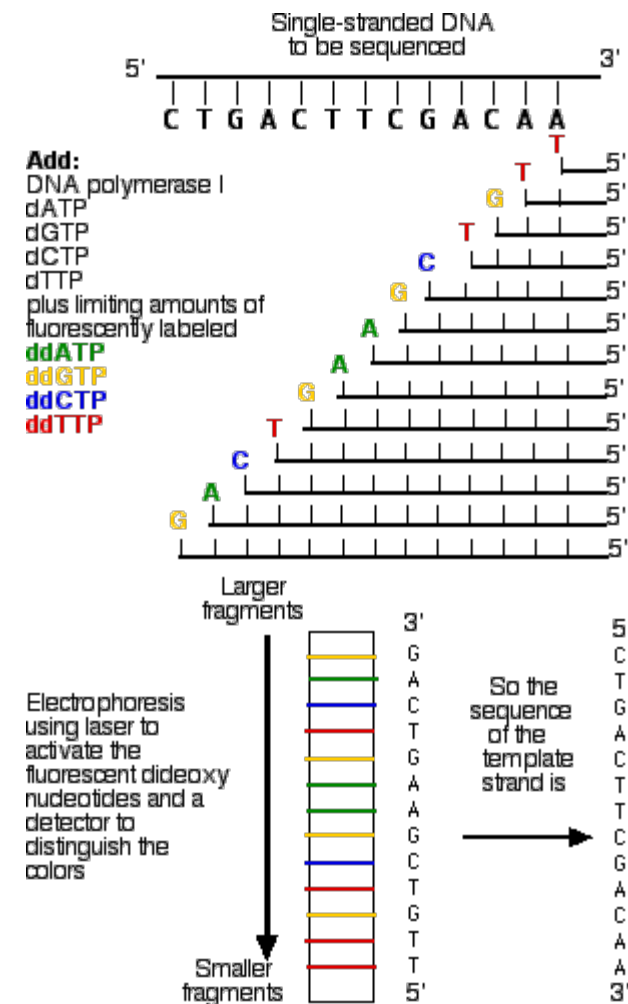 Single-stranded DNA
to be sequenced
5' 3'
C T G A C T T C G A C A A
Add:
DNA polymerase I
dATP
dGTP
dCTP
dTTP
plus limiting amounts of
fluorescently labeled
ddATP
ddGTP
ddCTP
ddTTP
T 5'
T 5'
G 5'
T 5'
C 5'
G 5'
A 5'
A 5'
G 5'
T 5'
C 5'
A 5'
G 5'
Larger
fragments
Electrophoresis
using laser to
activate the
fluorescent dideoxy
nucleotides and a
detector to
distinguish the
colors
Smaller
fragments
3'
G
A
C
T
G
A
A
G
C
T
G
T
T
5'
So the
sequence
of the
template
strand is
5
C
T
G
A
C
T
T
C
G
A
C
A
A
3'